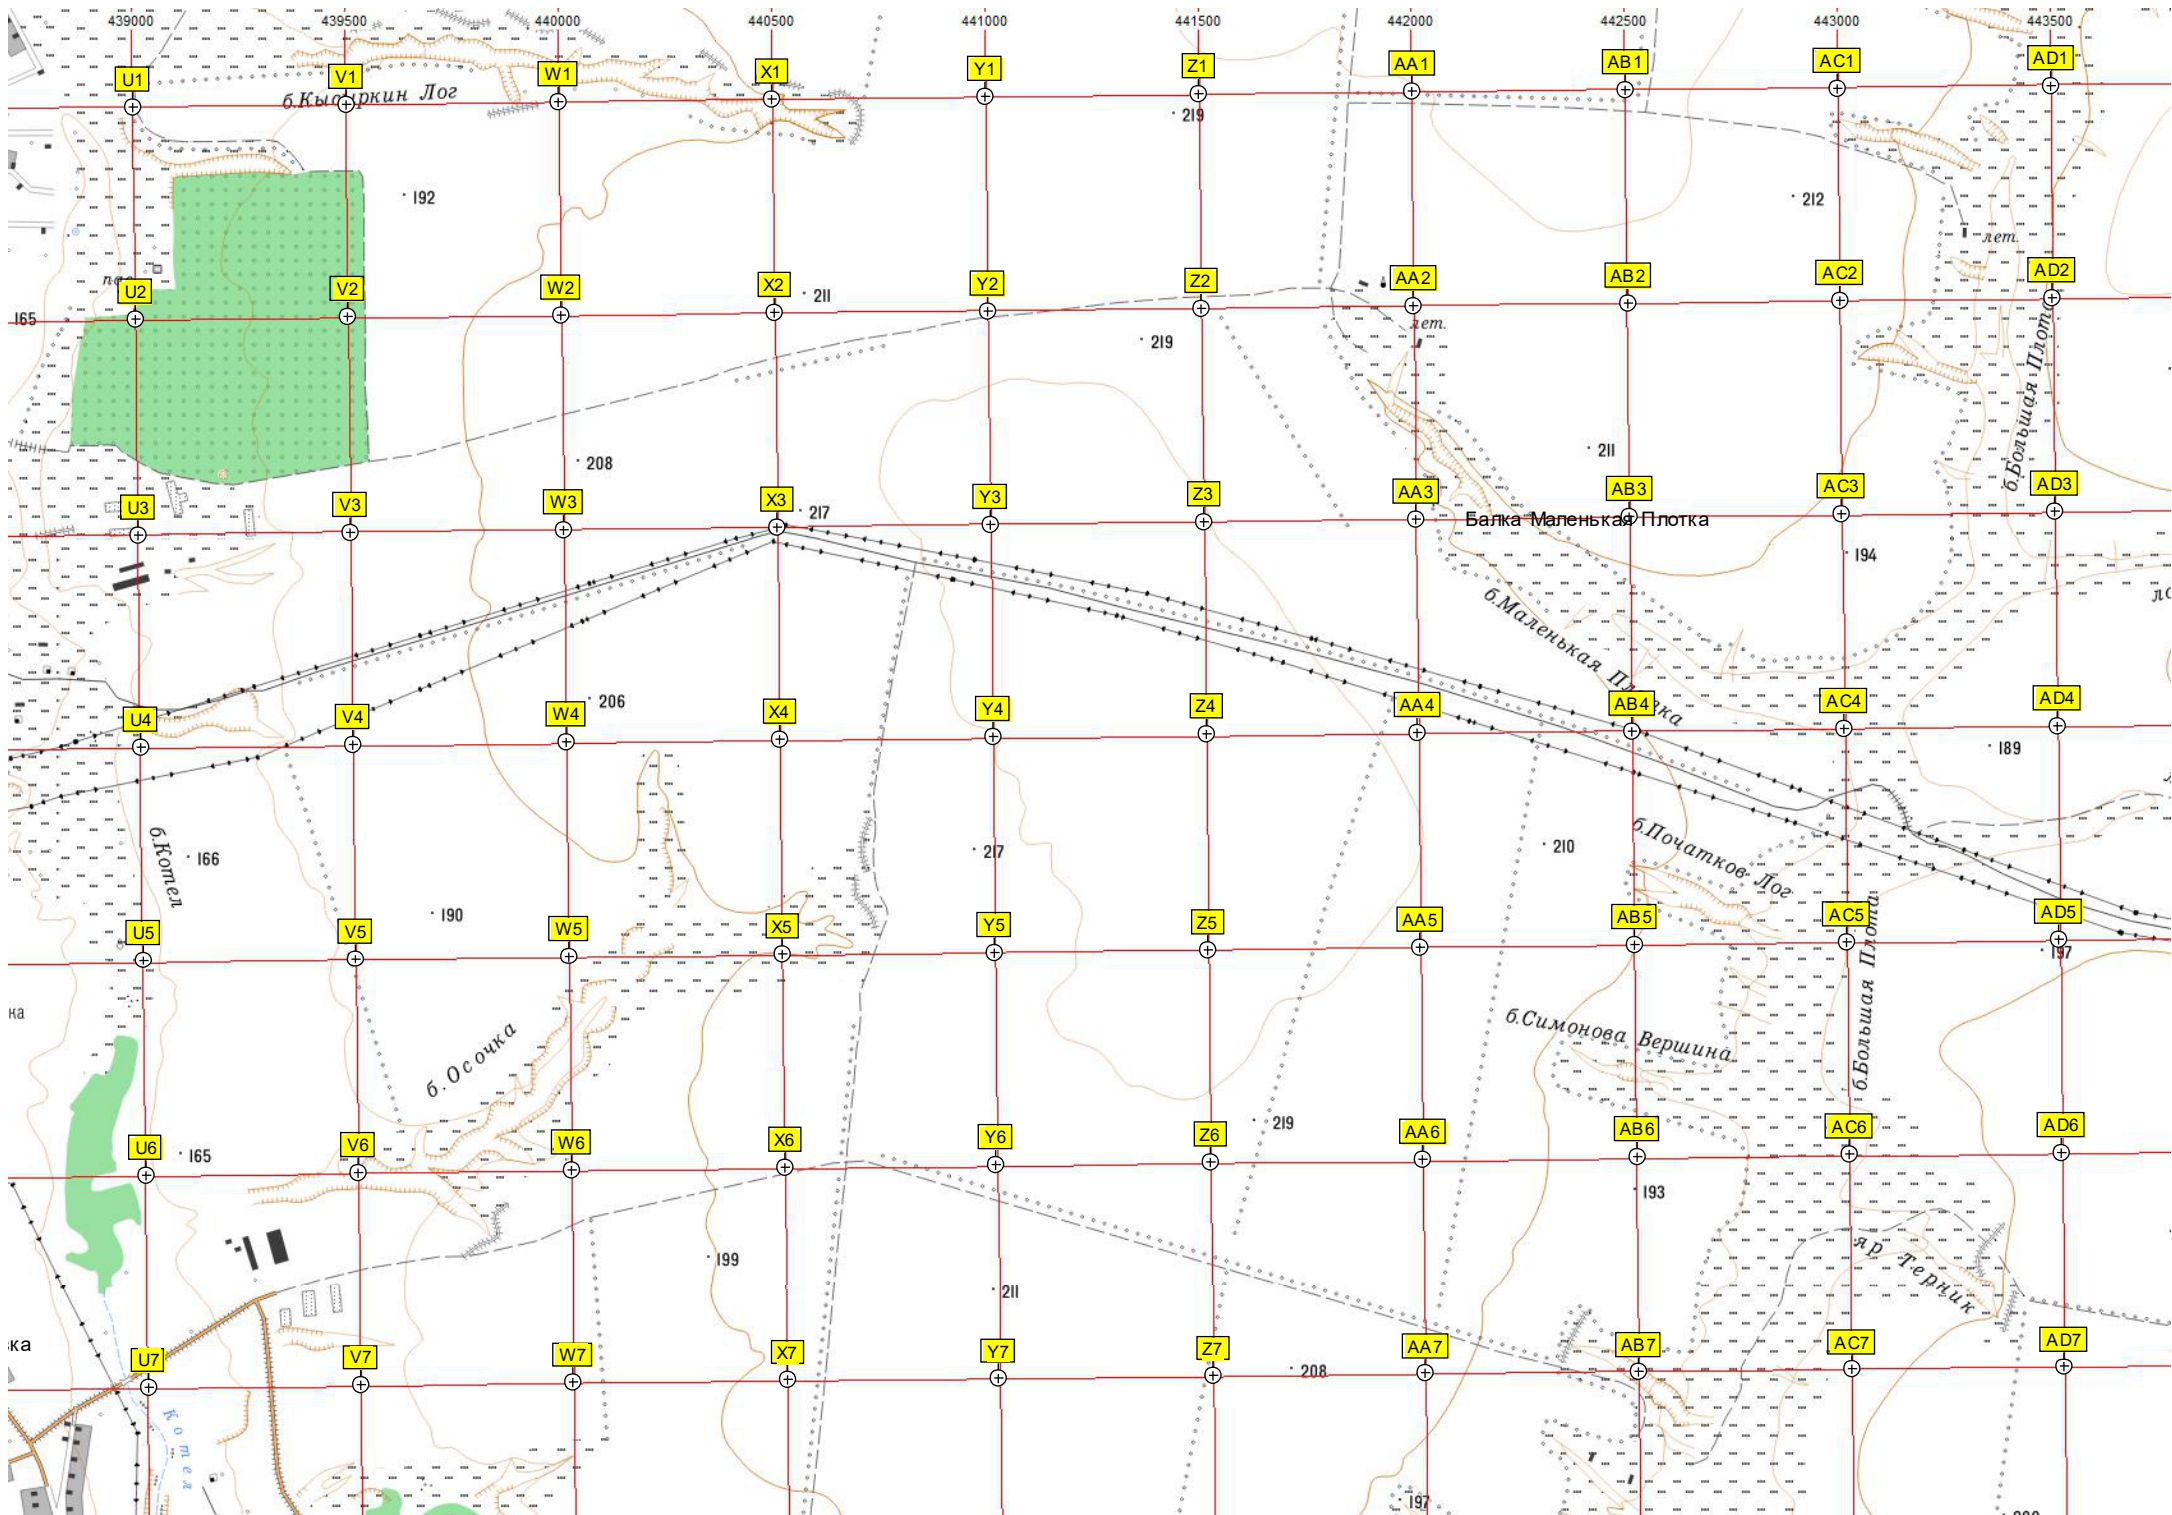 439000 439500 440000 440500 441000 441500 442000 442500 443000 443500
U1 V1 W1 X1 Y1 Z1 AA1 AB1 AC1 AD1
б.Кысыркин Лог
219
192
212
лет.
пас.
U2 V2 W2 X2 Y2 Z2 AA2 AB2 AC2 AD2
211
165
лет.
219
б.Большая Плота
208
211
U3 V3 W3 X3 Y3 Z3 AA3 AB3 AC3 AD3
217
Балка Маленькая Плотка
194
б.Маленькая Плотка
206
U4 V4 W4 X4 Y4 Z4 AA4 AB4 AC4 AD4
189
б.Котел
166
217
210
б.Початков Лог
190
U5 V5 W5 X5 Y5 Z5 AA5 AB5 AC5 AD5
197
ка
б.Осочка
б.Симонова Вершина
б.Большая Плота
219
U6 V6 W6 X6 Y6 Z6 AA6 AB6 AC6 AD6
165
193
199
яр Терник
211
ка
U7 V7 W7 X7 Y7 Z7 AA7 AB7 AC7 AD7
208
Котел
197